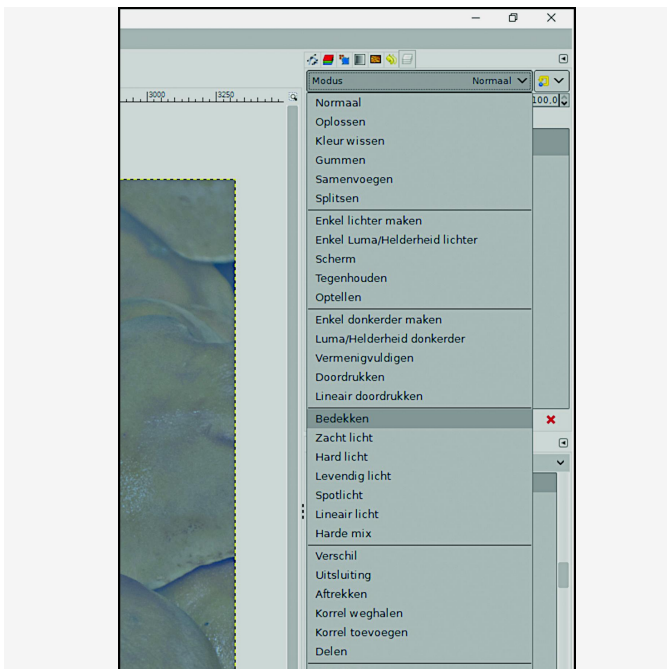 Modus Normaal
3000 3250
100,0
Normaal
Oplossen
Kleur wissen
Gummen
Samenvoegen
Splitsen
Enkel lichter maken
Enkel Luma/Helderheid lichter
Scherm
Tegenhouden
Optellen
Enkel donkerder maken
Luma/Helderheid donkerder
Vermenigvuldigen
Doordrukken
Lineair doordrukken
Bedekken
Zacht licht
Hard licht
Levendig licht
Spotlicht
Lineair licht
Harde mix
Verschil
Uitsluiting
Aftrekken
Korrel weghalen
Korrel toevoegen
Delen